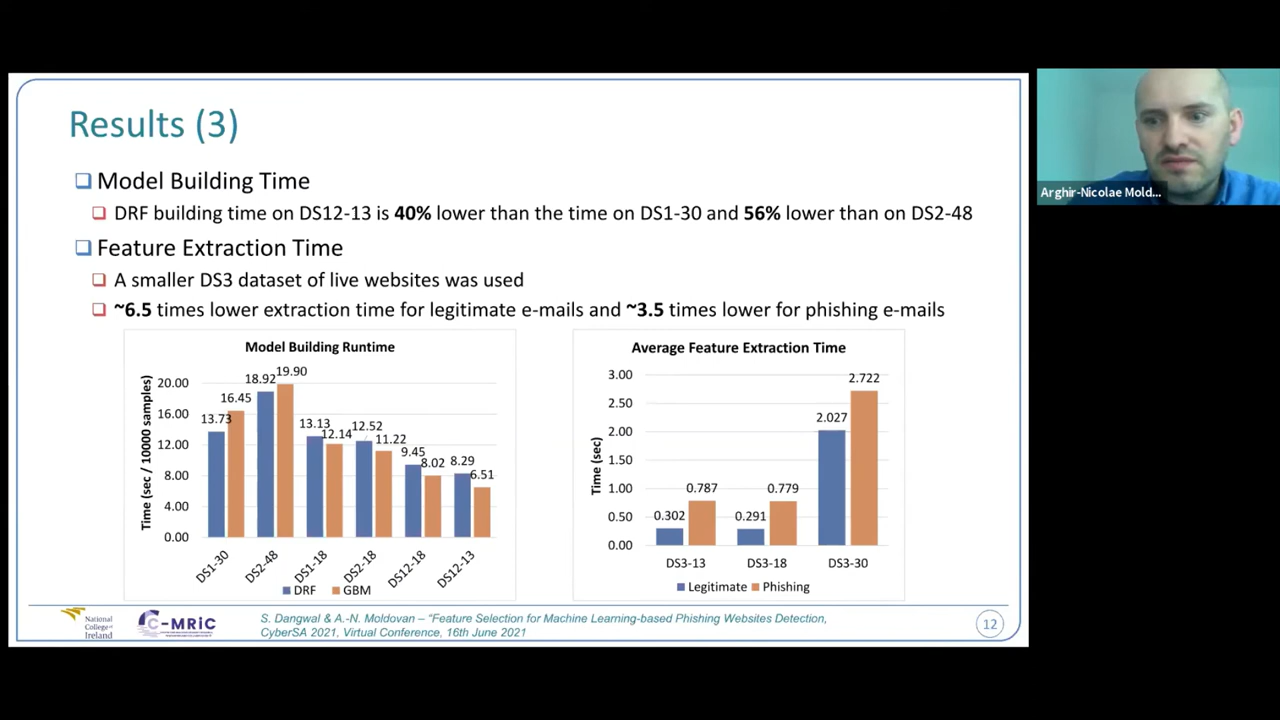 Results (3)
Model Building Time
DRF building time on DS12-13 is 40% lower than the time on DS1-30 and 56% lower than on DS2-48
Feature Extraction Time
A smaller DS3 dataset of live websites was used
~6.5 times lower extraction time for legitimate e-mails and ~3.5 times lower for phishing e-mails
Model Building Runtime
Time (sec / 10000 samples)
20.00
16.00
12.00
8.00
4.00
0.00
13.73
16.45
18.92
19.90
13.13
12.14
12.52
11.22
9.45
8.02
8.29
6.51
DS1-30
DS2-48
DS1-18
DS2-18
DS12-18
DS12-13
DRF
GBM
Average Feature Extraction Time
Time (sec)
3.00
2.50
2.00
1.50
1.00
0.50
0.00
0.302
0.787
0.291
0.779
2.027
2.722
DS3-13
DS3-18
DS3-30
Legitimate
Phishing
National
College of
Ireland
C-MRiC
S. Dangwal & A.-N. Moldovan – "Feature Selection for Machine Learning-based Phishing Websites Detection,
CyberSA 2021, Virtual Conference, 16th June 2021
12
Arghir-Nicolae Mold...